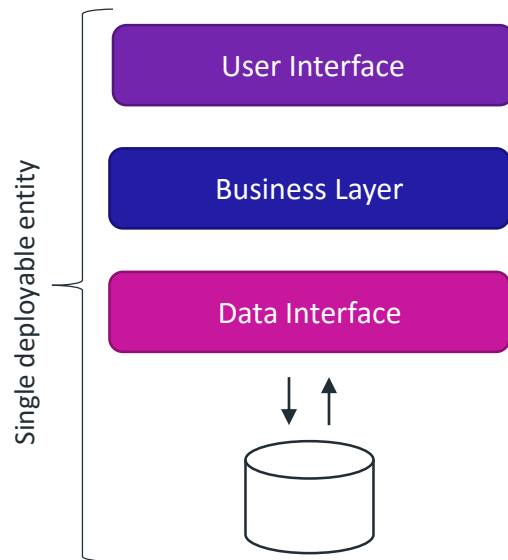 User Interface
Business Layer
Data Interface
Single deployable entity